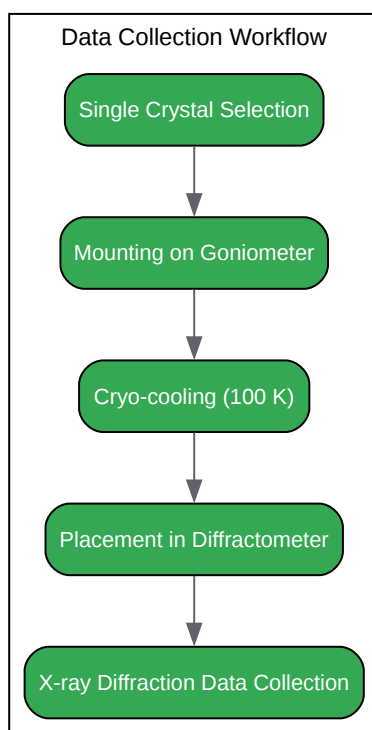 Data Collection Workflow
Single Crystal Selection
Mounting on Goniometer
Cryo-cooling (100 K)
Placement in Diffractometer
X-ray Diffraction Data Collection